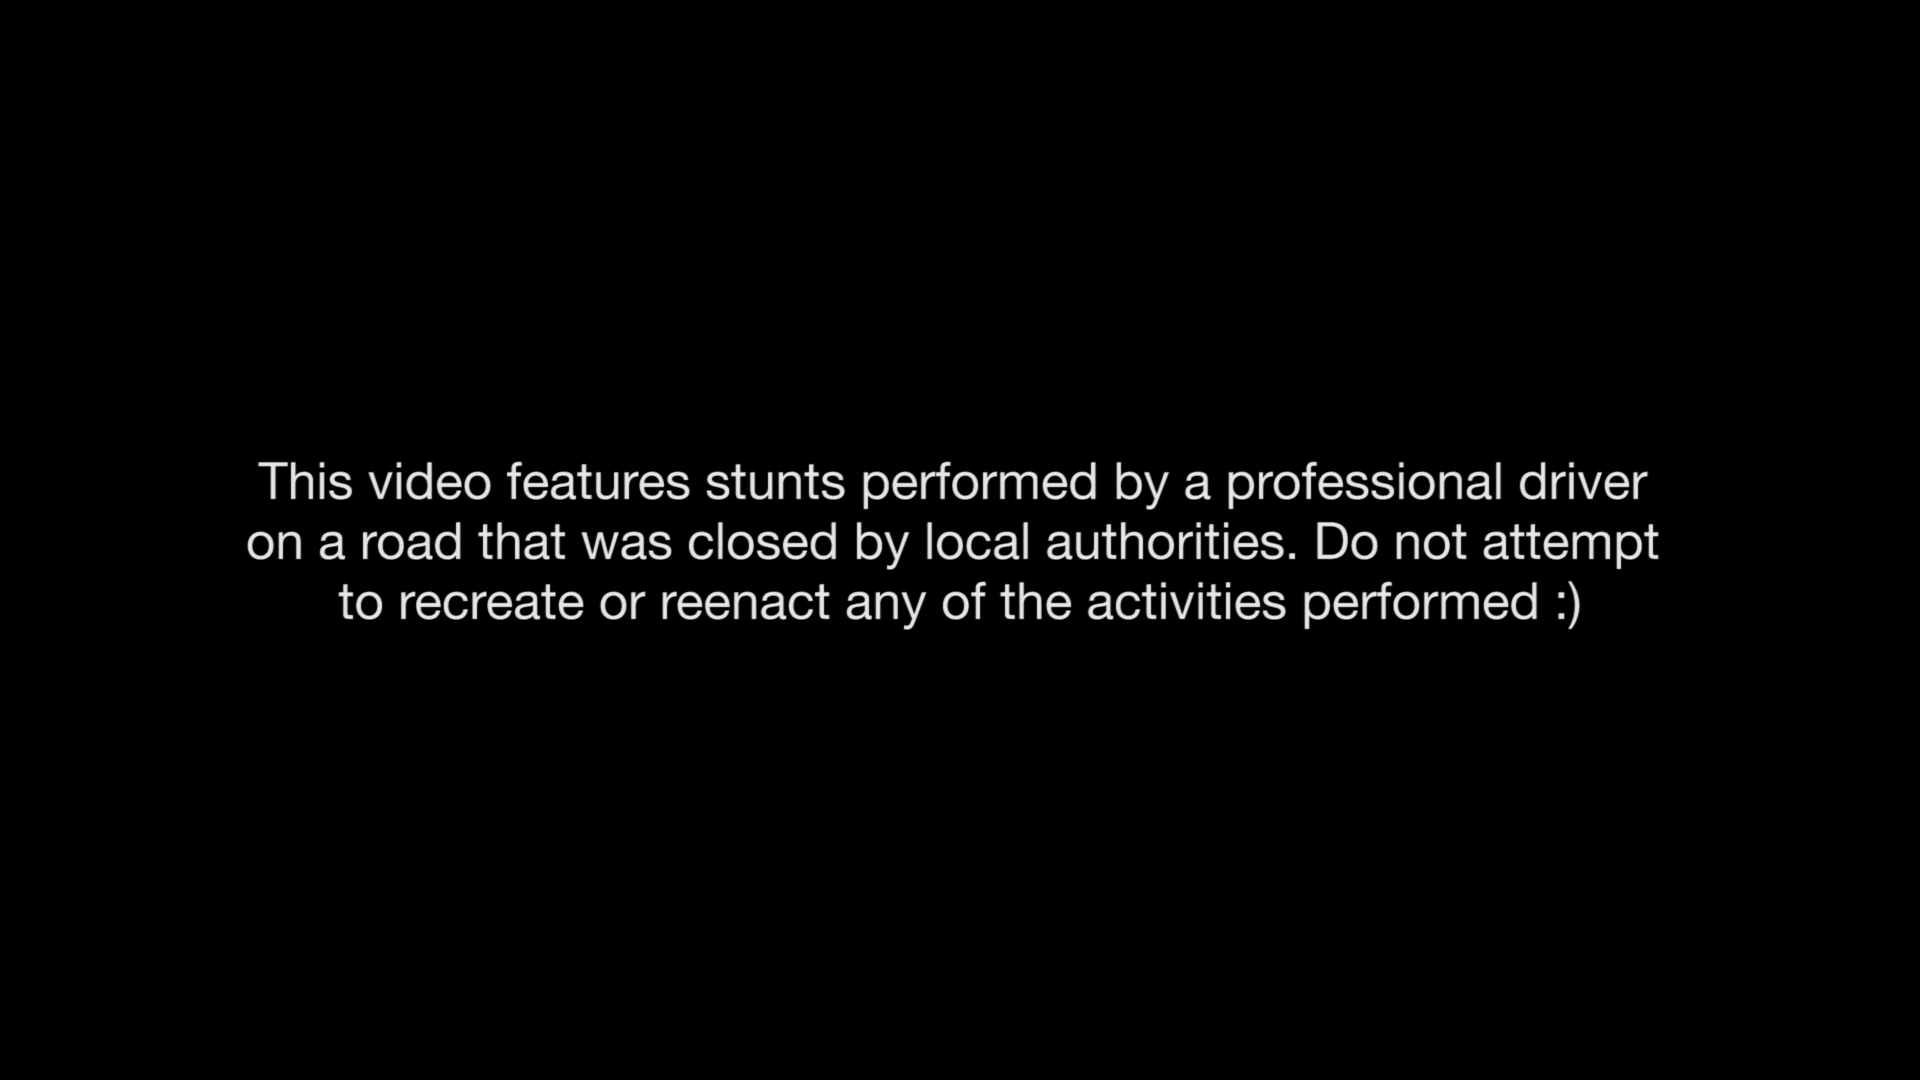 This video features stunts performed by a professional driver
on a road that was closed by local authorities. Do not attempt
to recreate or reenact any of the activities performed :)